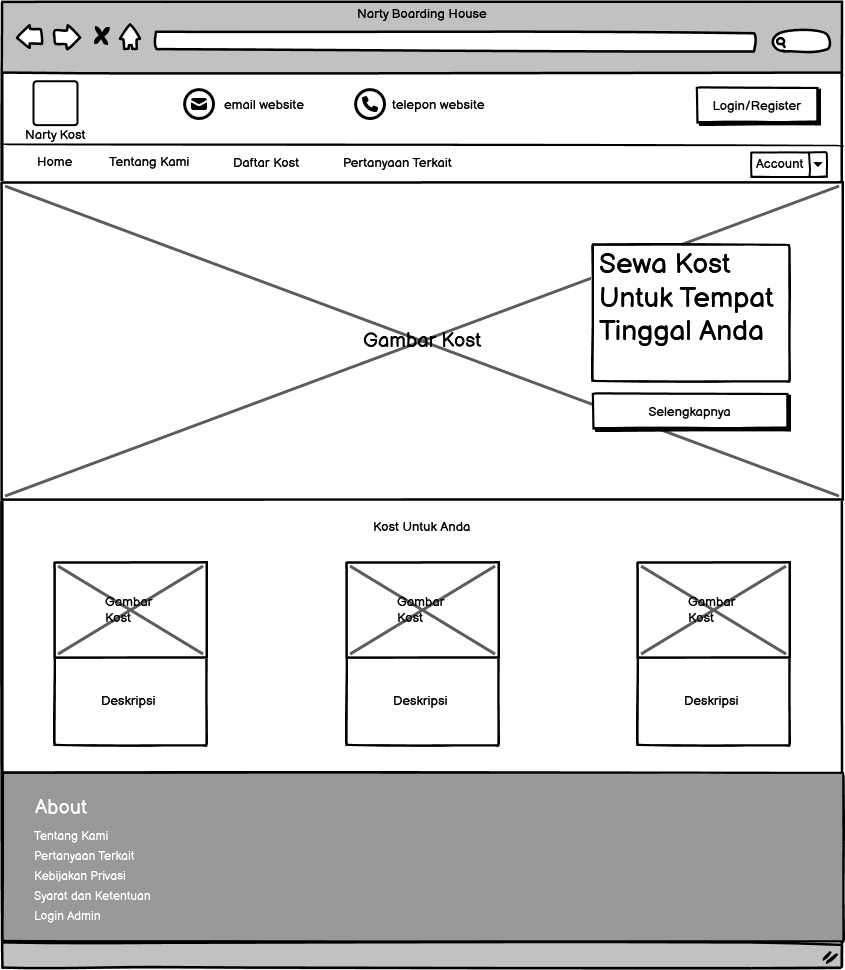 Narty Boarding House
email website
telepon website
Login/Register
Narty Kost
Home
Tentang Kami
Daftar Kost
Pertanyaan Terkait
Account
Sewa Kost
Untuk Tempat
Tinggal Anda
Gambar Kost
Selengkapnya
Kost Untuk Anda
Gambar
Kost
Deskripsi
Gambar
Kost
Deskripsi
Gambar
Kost
Deskripsi
About
Tentang Kami
Pertanyaan Terkait
Kebijakan Privasi
Syarat dan Ketentuan
Login Admin